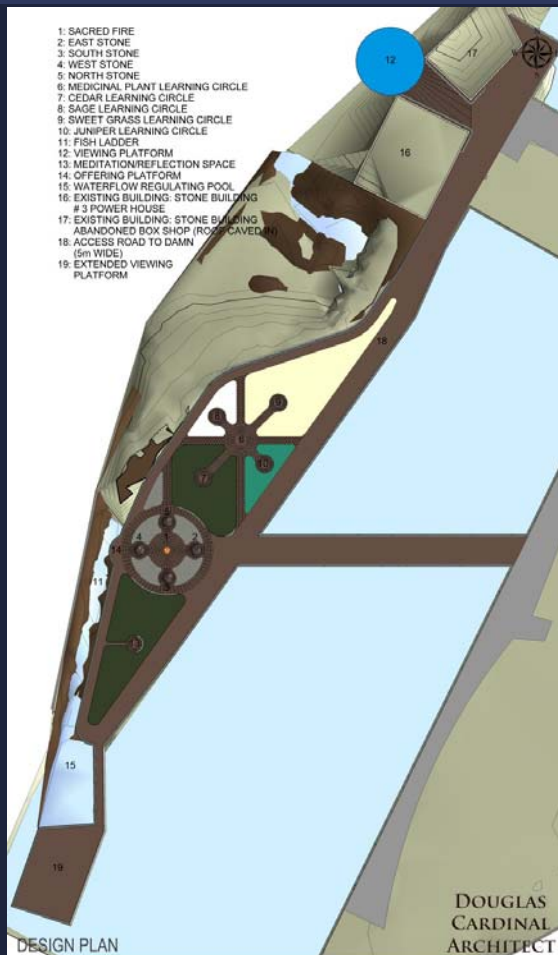 1: SACRED FIRE
2: EAST STONE
3: SOUTH STONE
4: WEST STONE
5: NORTH STONE
6: MEDICINAL PLANT LEARNING CIRCLE
7: CEDAR LEARNING CIRCLE
8: SAGE LEARNING CIRCLE
9: SWEET GRASS LEARNING CIRCLE
10: JUNIPER LEARNING CIRCLE
11: FISH LADDER
12: VIEWING PLATFORM
13: MEDITATION/REFLECTION SPACE
14: OFFERING PLATFORM
15: WATERFLOW REGULATING POOL
16: EXISTING BUILDING: STONE BUILDING
# 3 POWER HOUSE
17: EXISTING BUILDING: STONE BUILDING
ABANDONED BOX SHOP (ROOF CAVED IN)
18: ACCESS ROAD TO DAMN
(5m WIDE)
19: EXTENDED VIEWING
PLATFORM
17
12
16
18
6
7
10
4
1
2
14
11
15
19
DESIGN PLAN
DOUGLAS
CARDINAL
ARCHITECT